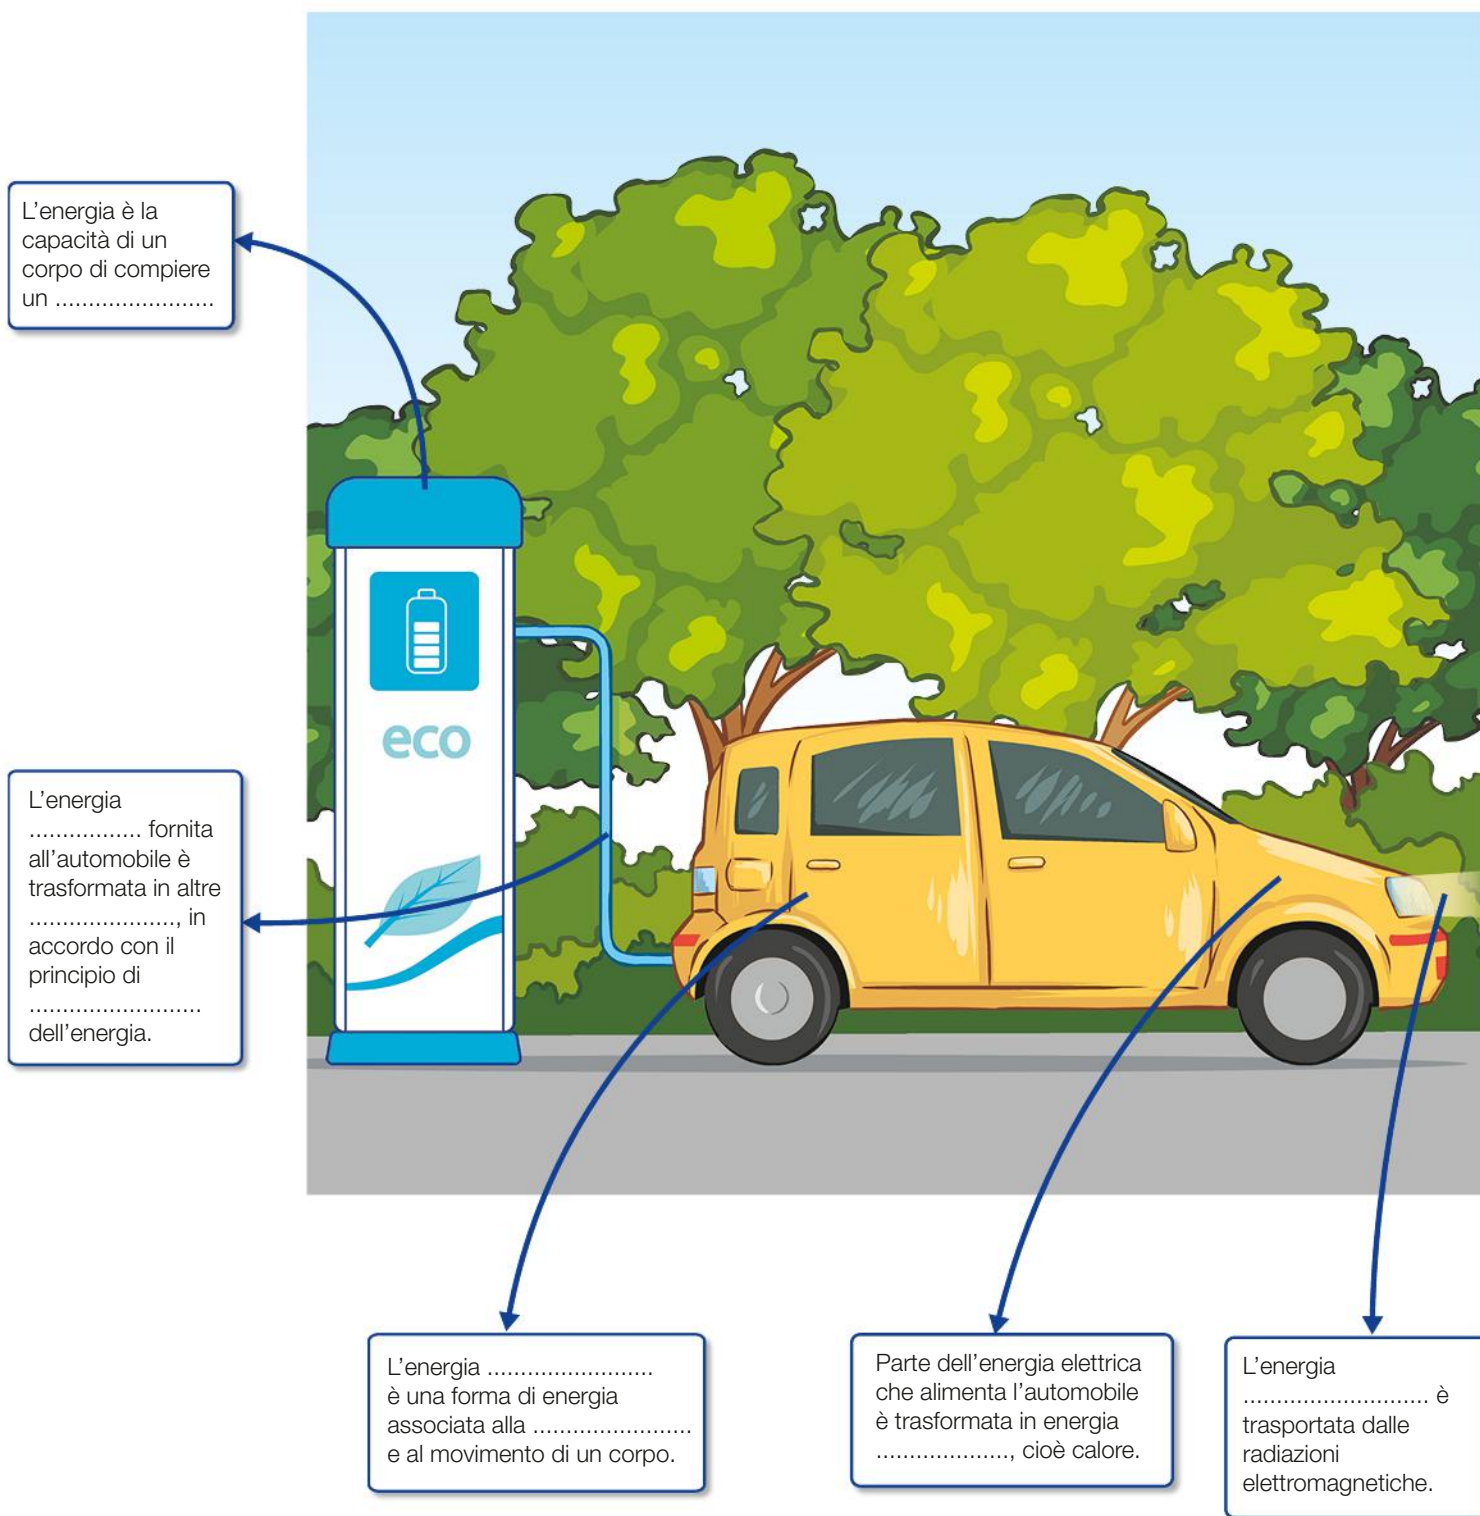 L'energia è la
capacità di un
corpo di compiere
un ........................
eco
L'energia
................. fornita
all'automobile è
trasformata in altre
......................, in
accordo con il
principio di
..........................
dell'energia.
L'energia .........................
è una forma di energia
associata alla ........................
e al movimento di un corpo.
Parte dell'energia elettrica
che alimenta l'automobile
è trasformata in energia
...................., cioè calore.
L'energia
............................ è
trasportata dalle
radiazioni
elettromagnetiche.